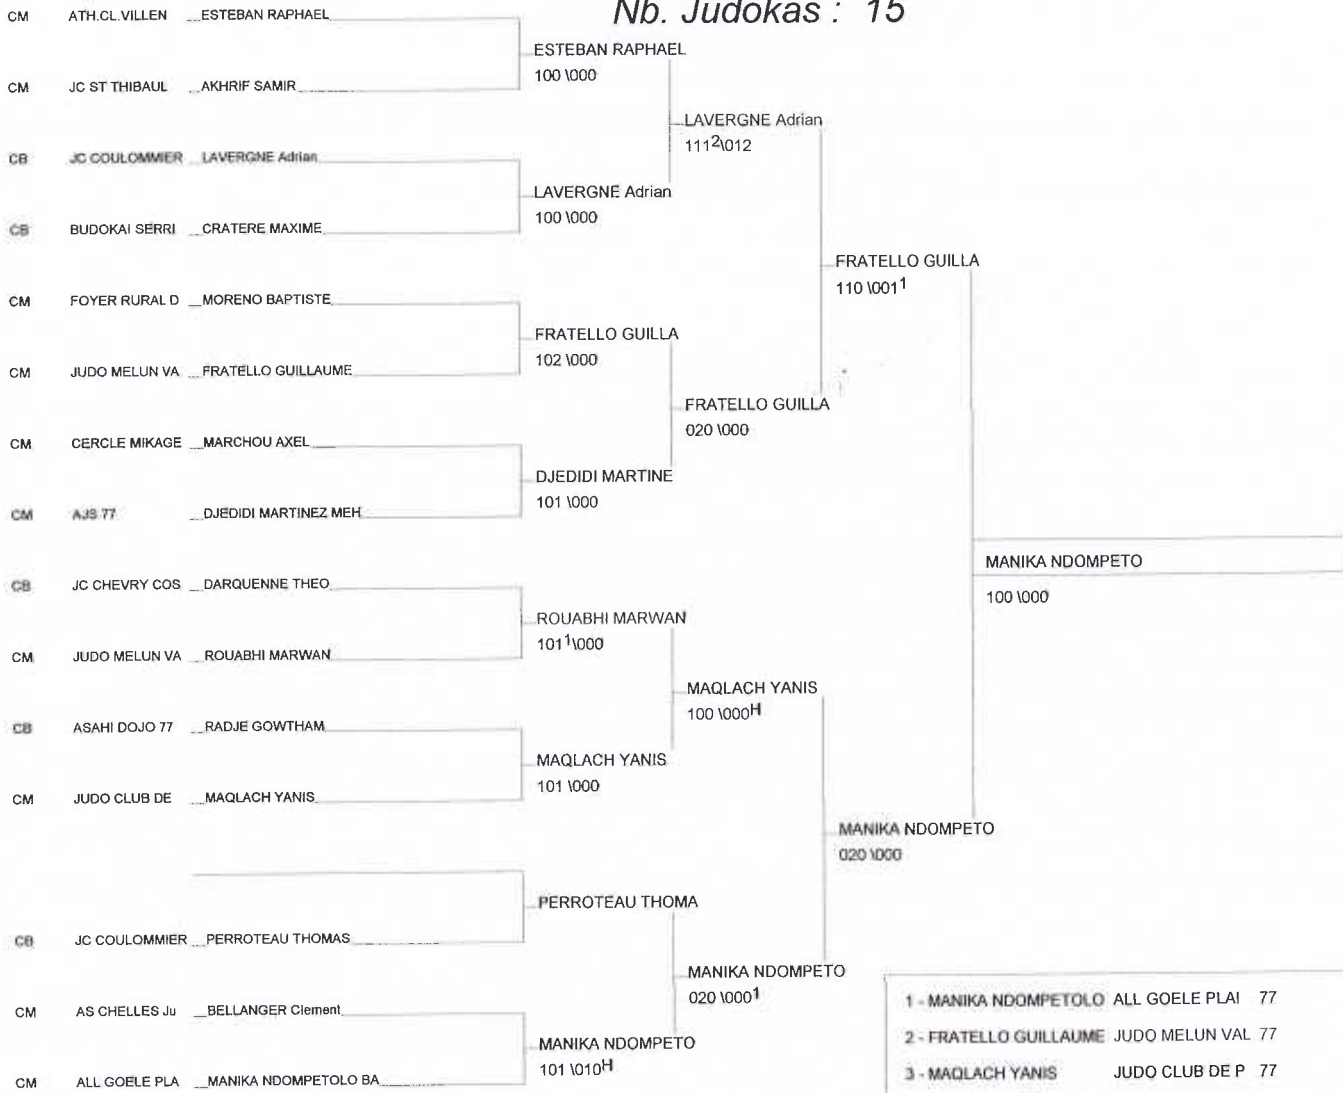 Nb. Judokas : 15
CM ATH.CL.VILLEN ESTEBAN RAPHAEL
ESTEBAN RAPHAEL
100 \000
CM JC ST THIBAUL AKHRIF SAMIR
LAVERGNE Adrian
111²\012
CB JC COULOMMIER LAVERGNE Adrian
LAVERGNE Adrian
100 \000
CB BUDOKAI SERRI CRATERE MAXIME
FRATELLO GUILLA
110 \001¹
CM FOYER RURAL D MORENO BAPTISTE
FRATELLO GUILLA
102 \000
CM JUDO MELUN VA FRATELLO GUILLAUME
FRATELLO GUILLA
020 \000
CM CERCLE MIKAGE MARCHOU AXEL
DJEDIDI MARTINE
101 \000
CM AJS 77 DJEDIDI MARTINEZ MEH
MANIKA NDOMPETO
100 \000
CB JC CHEVRY COS DARQUENNE THEO
ROUABHI MARWAN
101¹\000
CM JUDO MELUN VA ROUABHI MARWAN
MAQLACH YANIS
100 \000ᴴ
CB ASAHI DOJO 77 RADJE GOWTHAM
MAQLACH YANIS
101 \000
CM JUDO CLUB DE MAQLACH YANIS
MANIKA NDOMPETO
020 \000
PERROTEAU THOMA
CB JC COULOMMIER PERROTEAU THOMAS
MANIKA NDOMPETO
020 \000¹
CM AS CHELLES Ju BELLANGER Clement
MANIKA NDOMPETO
101 \010ᴴ
CM ALL GOELE PLA MANIKA NDOMPETOLO BA
1 - MANIKA NDOMPETOLO ALL GOELE PLAI 77
2 - FRATELLO GUILLAUME JUDO MELUN VAL 77
3 - MAQLACH YANIS JUDO CLUB DE P 77